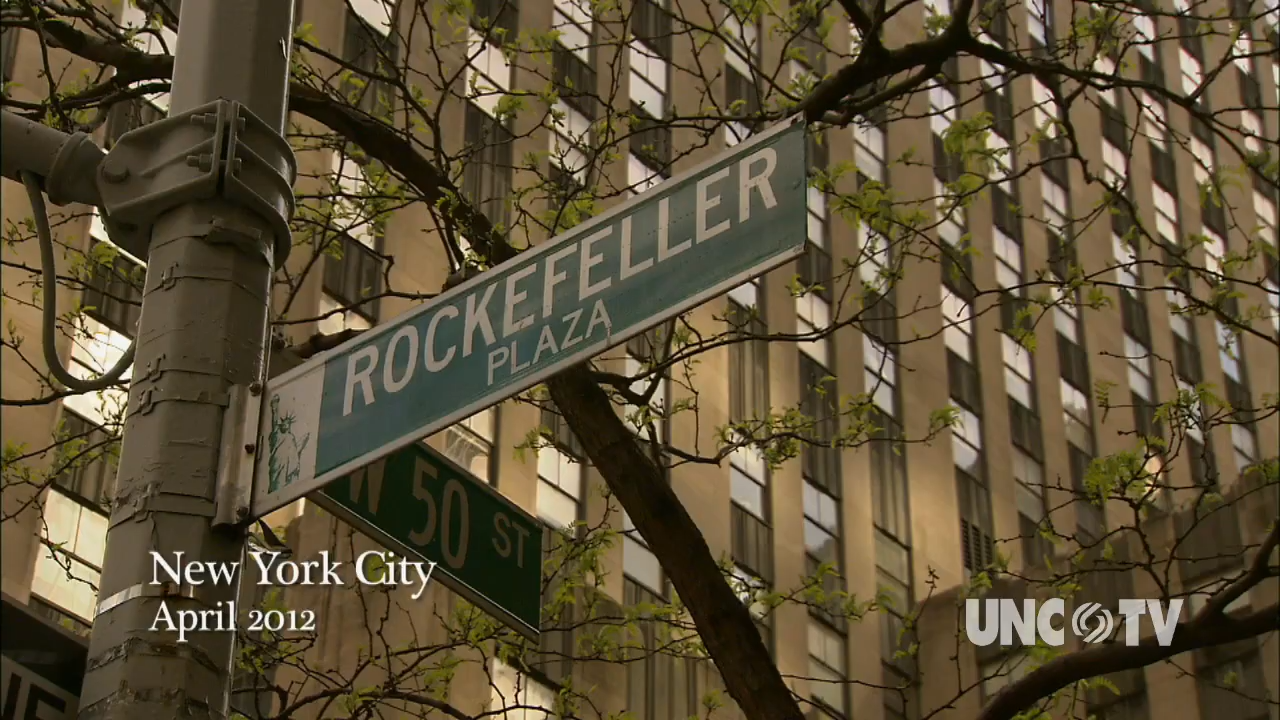 ROCKEFELLER
PLAZA
W 50 ST
New York City
April 2012
UNC TV